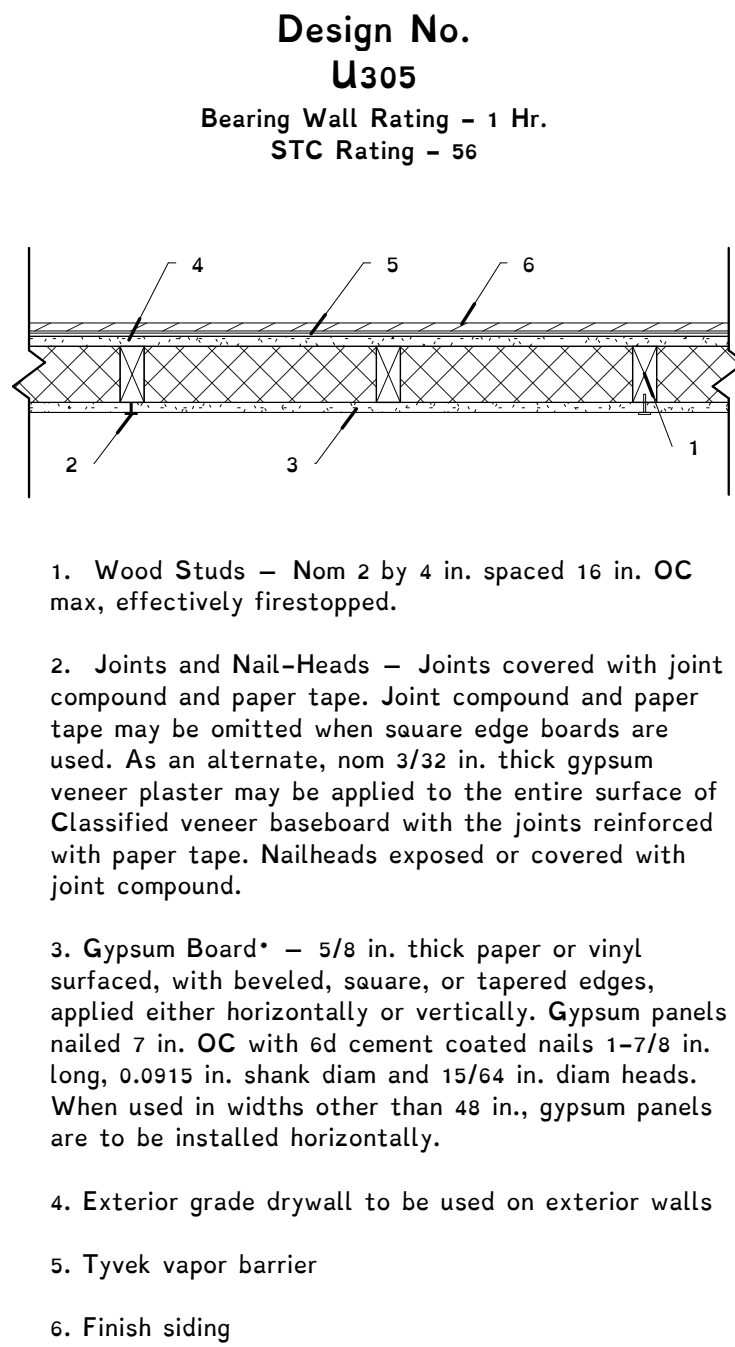 Design No.
U305
Bearing Wall Rating – 1 Hr.
STC Rating – 56
4
5
6
2
3
1
1. Wood Studs — Nom 2 by 4 in. spaced 16 in. OC
max, effectively firestopped.
2. Joints and Nail-Heads — Joints covered with joint
compound and paper tape. Joint compound and paper
tape may be omitted when square edge boards are
used. As an alternate, nom 3/32 in. thick gypsum
veneer plaster may be applied to the entire surface of
Classified veneer baseboard with the joints reinforced
with paper tape. Nailheads exposed or covered with
joint compound.
3. Gypsum Board* — 5/8 in. thick paper or vinyl
surfaced, with beveled, square, or tapered edges,
applied either horizontally or vertically. Gypsum panels
nailed 7 in. OC with 6d cement coated nails 1-7/8 in.
long, 0.0915 in. shank diam and 15/64 in. diam heads.
When used in widths other than 48 in., gypsum panels
are to be installed horizontally.
4. Exterior grade drywall to be used on exterior walls
5. Tyvek vapor barrier
6. Finish siding